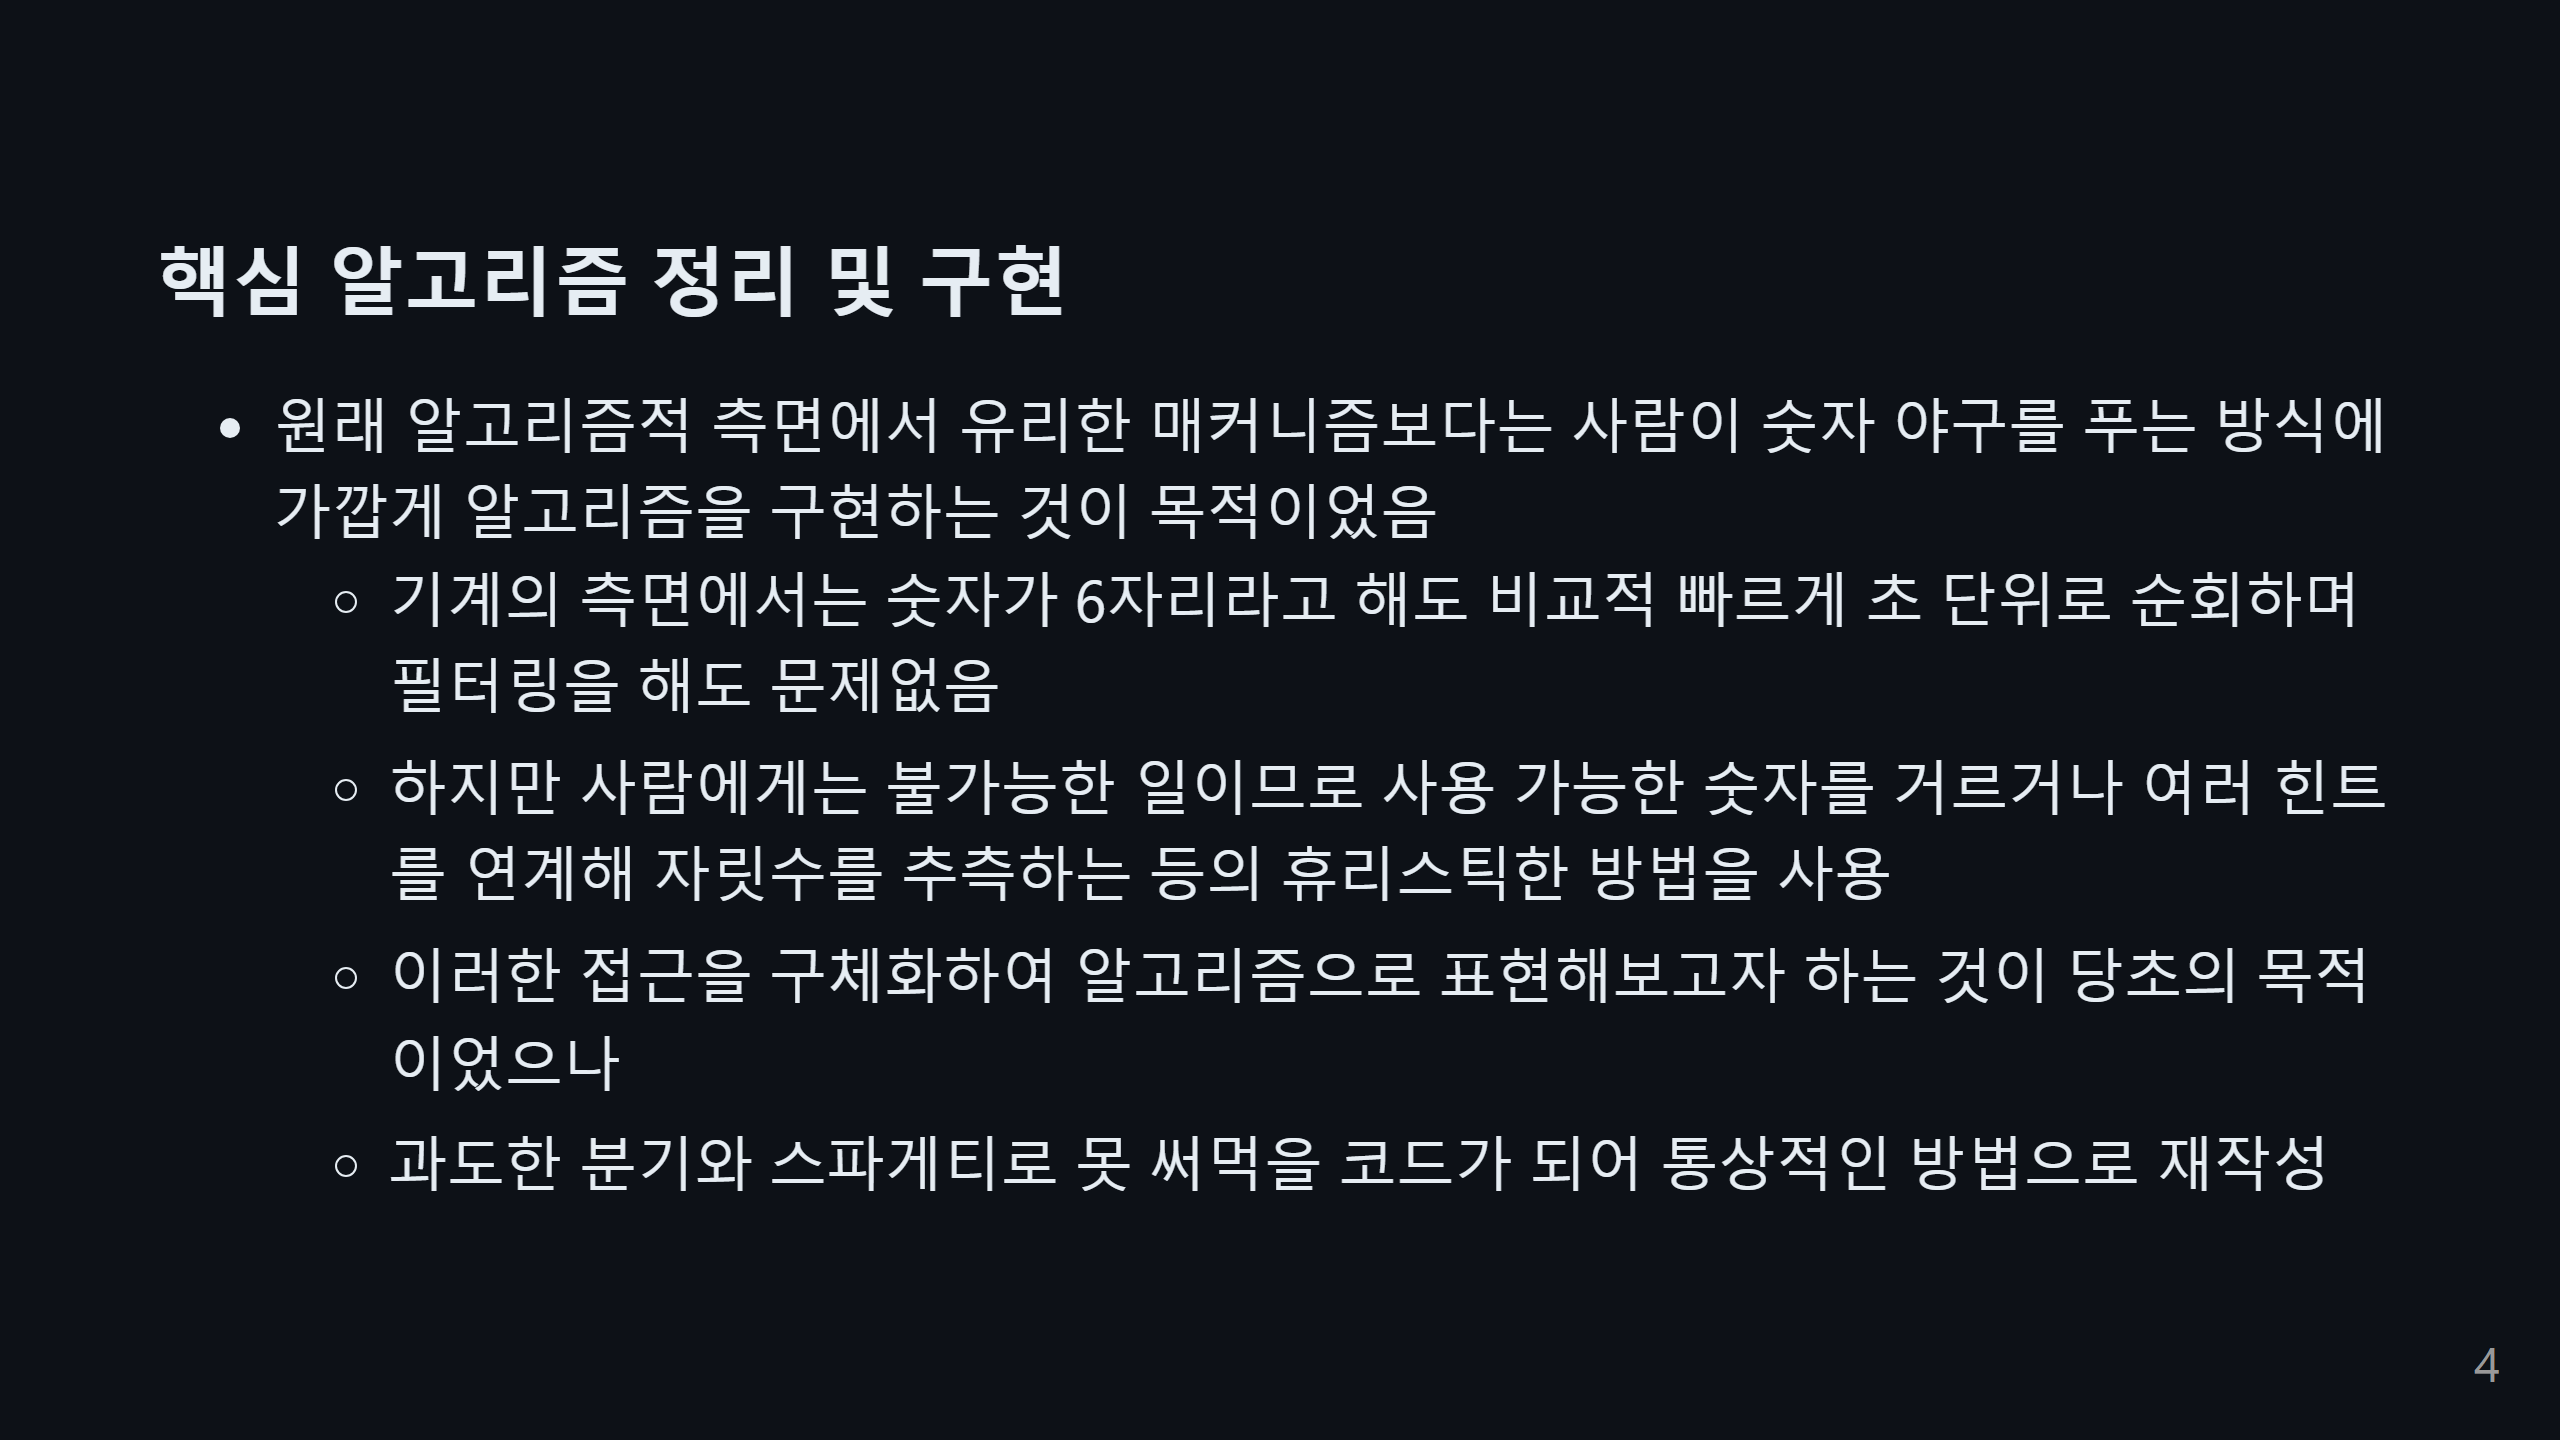 핵심 알고리즘 정리 및 구현
원래 알고리즘적 측면에서 유리한 매커니즘보다는 사람이 숫자 야구를 푸는 방식에
가깝게 알고리즘을 구현하는 것이 목적이었음
기계의 측면에서는 숫자가 6자리라고 해도 비교적 빠르게 초 단위로 순회하며
필터링을 해도 문제없음
하지만 사람에게는 불가능한 일이므로 사용 가능한 숫자를 거르거나 여러 힌트
를 연계해 자릿수를 추측하는 등의 휴리스틱한 방법을 사용
이러한 접근을 구체화하여 알고리즘으로 표현해보고자 하는 것이 당초의 목적
이었으나
과도한 분기와 스파게티로 못 써먹을 코드가 되어 통상적인 방법으로 재작성
4